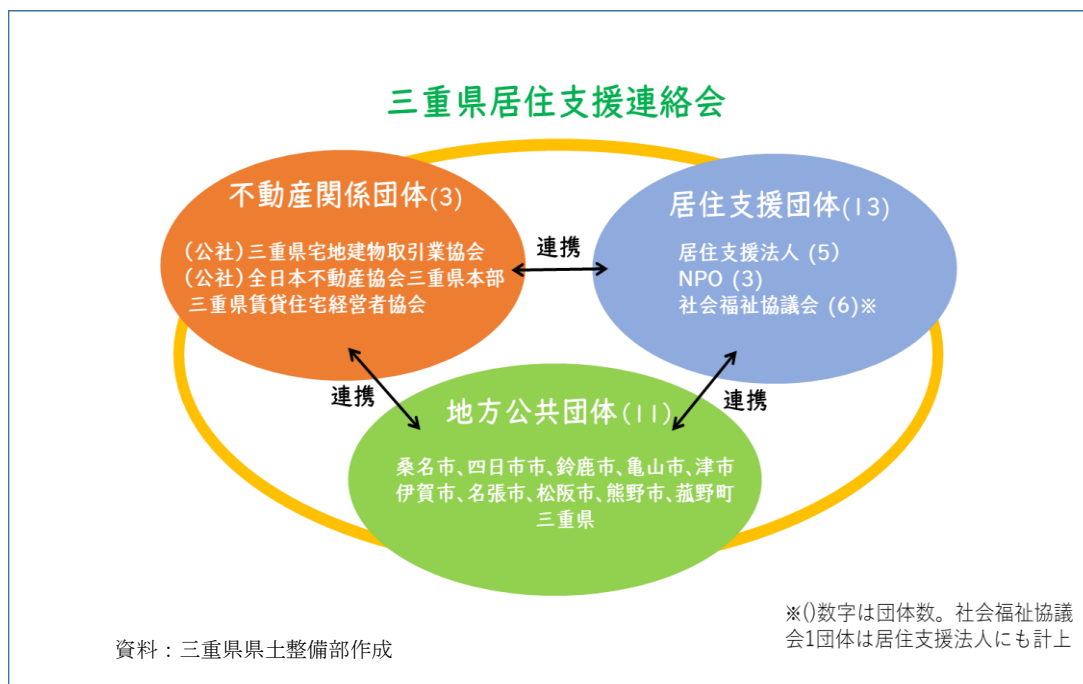 三重県居住支援連絡会
不動産関係団体(3)
(公社)三重県宅地建物取引業協会
(公社)全日本不動産協会三重県本部
三重県賃貸住宅経営者協会
連携
居住支援団体(13)
居住支援法人 (5)
NPO (3)
社会福祉協議会 (6)※
連携
連携
地方公共団体(11)
桑名市、四日市市、鈴鹿市、亀山市、津市
伊賀市、名張市、松阪市、熊野市、菰野町
三重県
※()数字は団体数。社会福祉協議
会1団体は居住支援法人にも計上
資料：三重県県土整備部作成